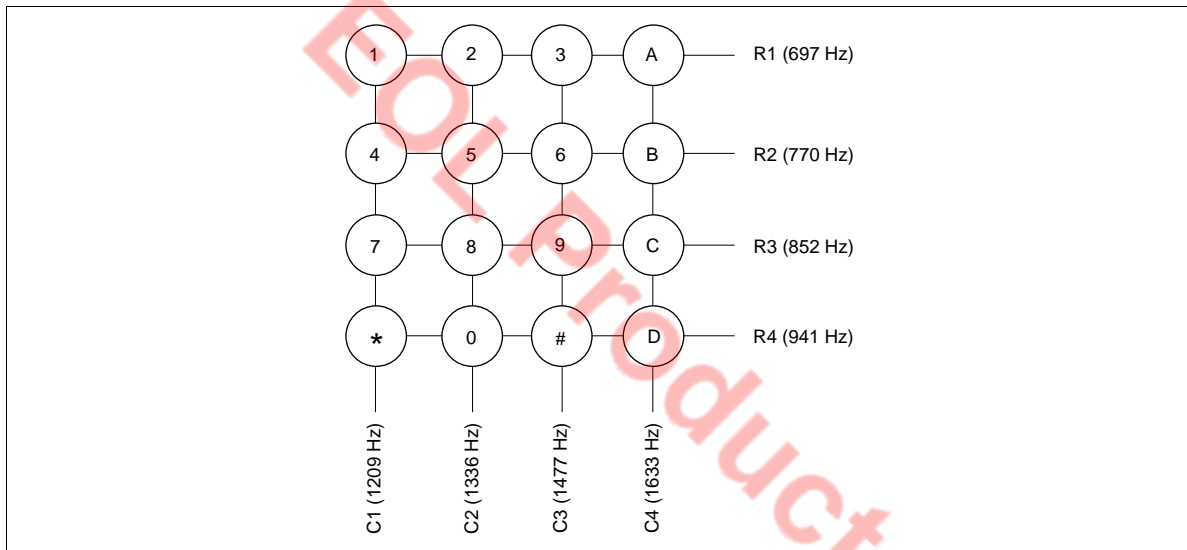 1 2 3 A R1 (697 Hz)
4 5 6 B R2 (770 Hz)
7 8 9 C R3 (852 Hz)
* 0 # D R4 (941 Hz)
C1 (1209 Hz)
C2 (1336 Hz)
C3 (1477 Hz)
C4 (1633 Hz)
EOL Product